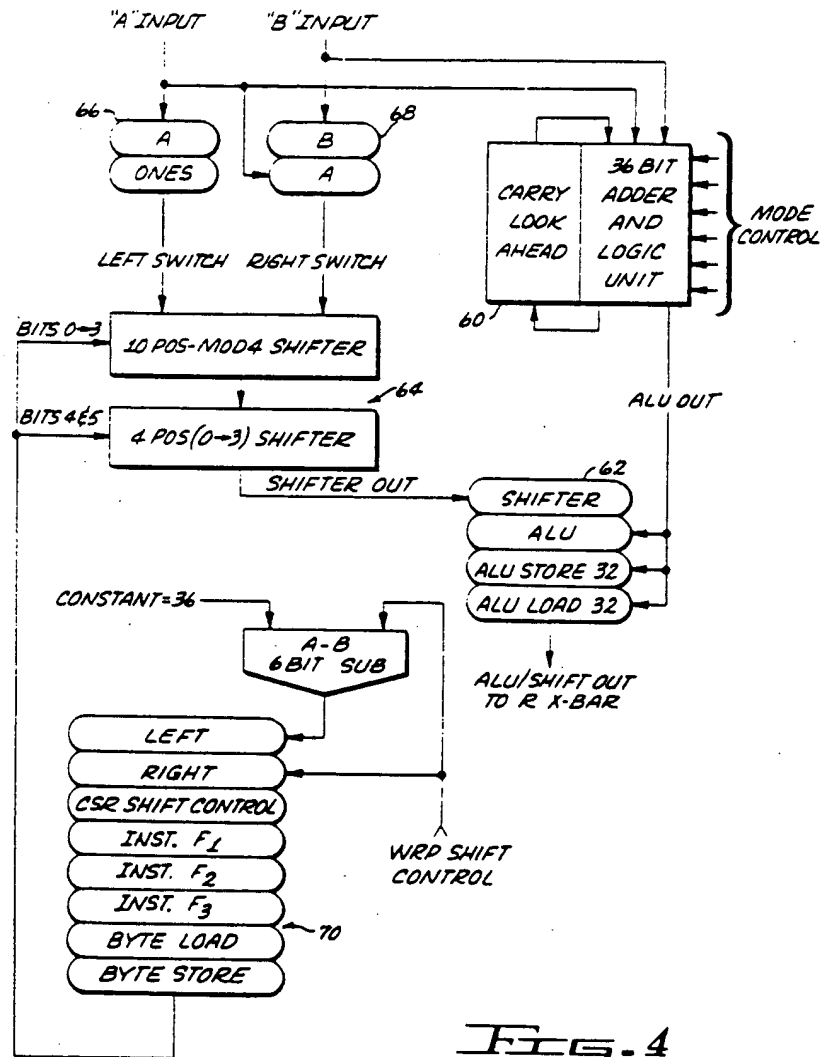 "A" INPUT
"B" INPUT
66
A
ONES
68
B
A
LEFT SWITCH
RIGHT SWITCH
CARRY
LOOK
AHEAD
36 BIT
ADDER
AND
LOGIC
UNIT
60
MODE
CONTROL
BITS 0→3
10 POS-MOD4 SHIFTER
64
BITS 4&5
4 POS (0→3) SHIFTER
ALU OUT
SHIFTER OUT
62
SHIFTER
ALU
ALU STORE 32
ALU LOAD 32
ALU/SHIFT OUT
TO R X-BAR
CONSTANT=36
A-B
6 BIT SUB
LEFT
RIGHT
CSR SHIFT CONTROL
INST. F1
INST. F2
INST. F3
BYTE LOAD
BYTE STORE
70
WRP SHIFT
CONTROL
FIG. 4